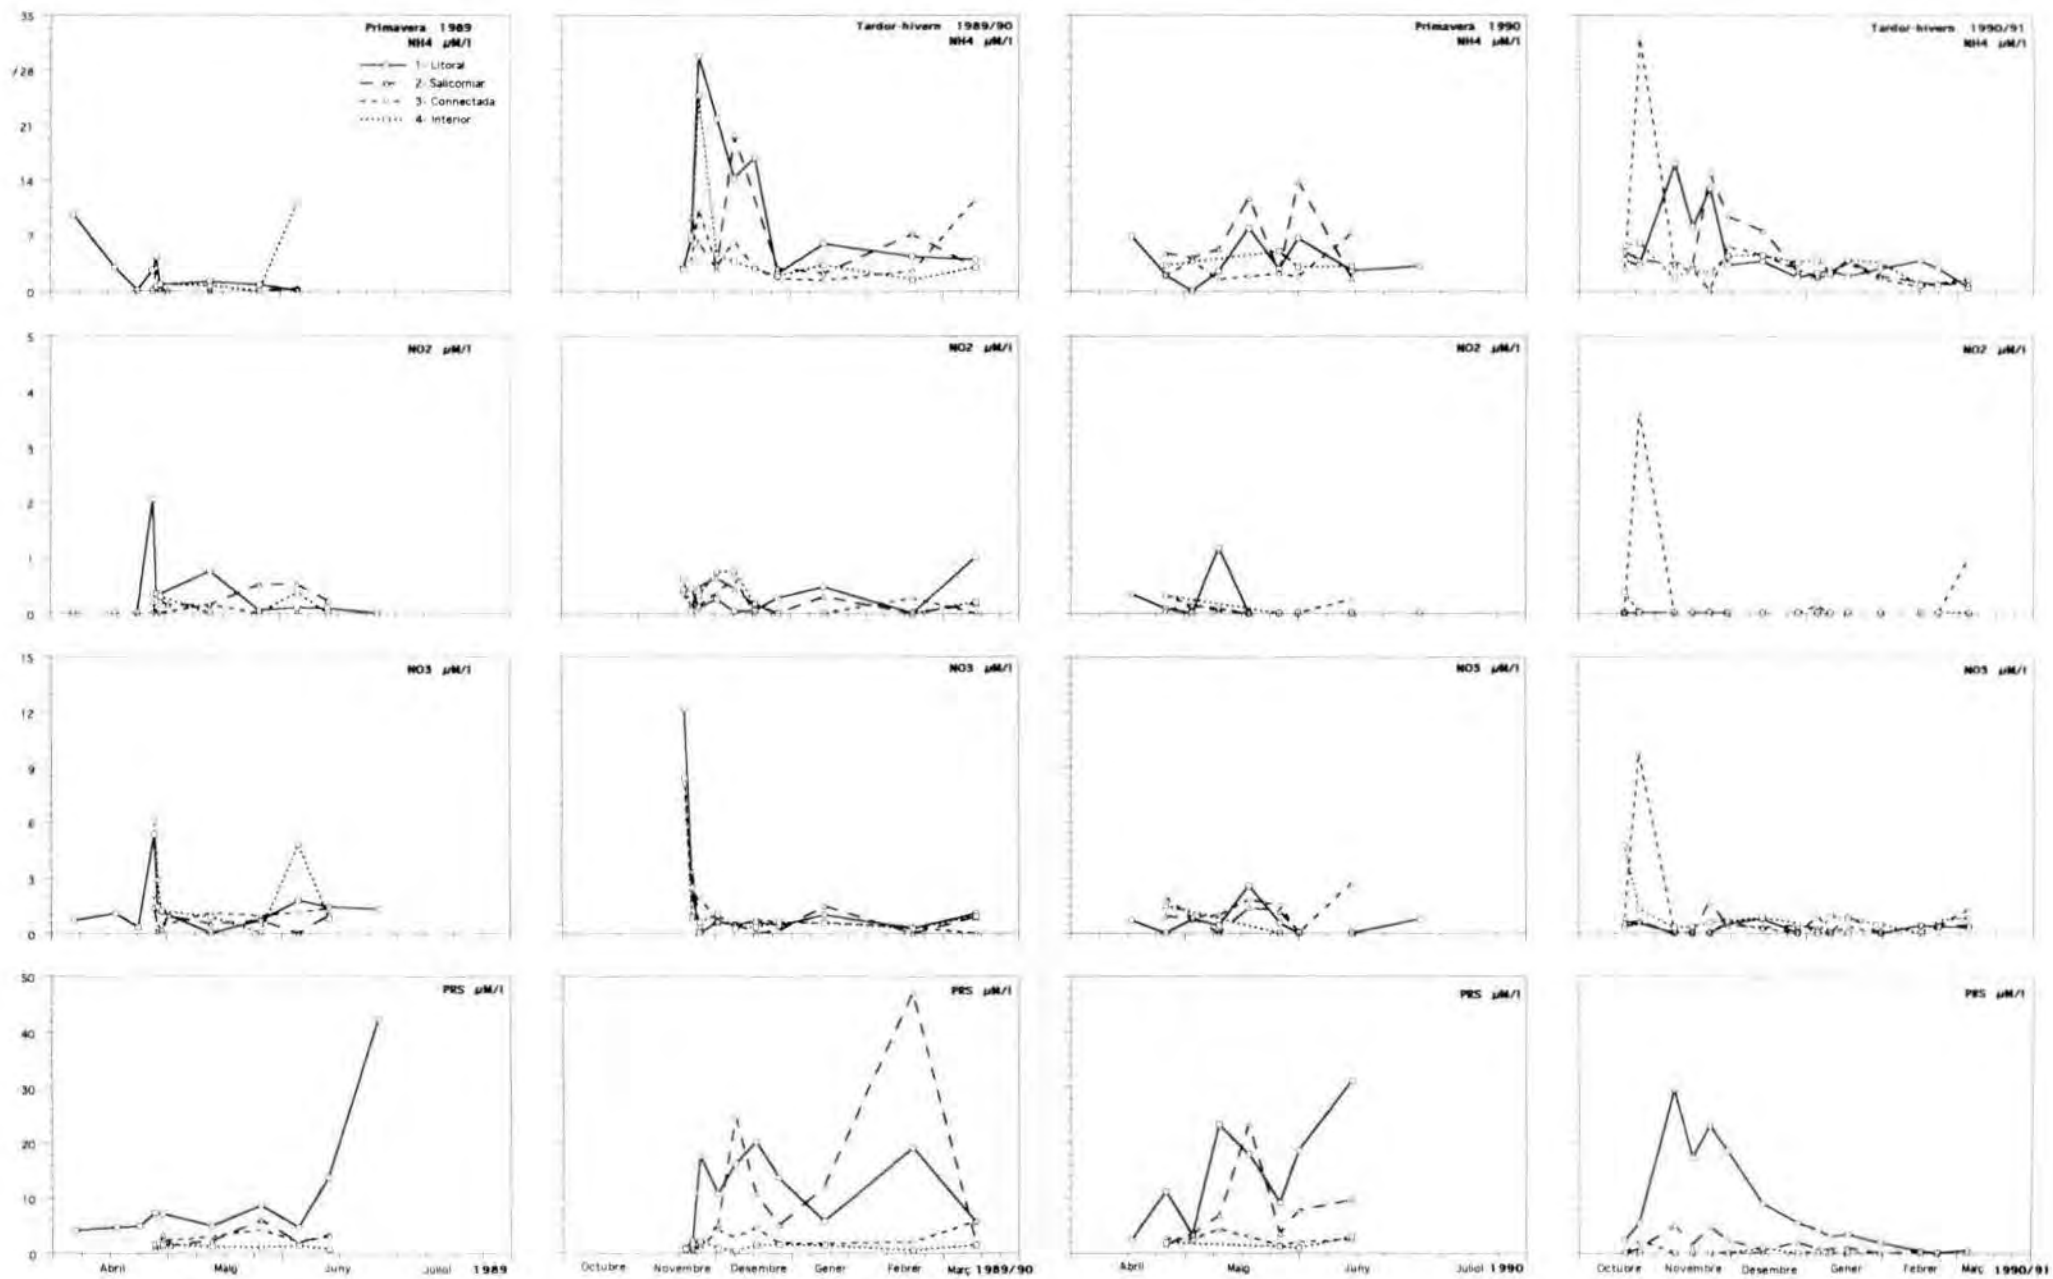 35
28
21
14
7
0
Primavera 1989
NH4 µM/l
1- Litoral
2- Salicorniar
3- Connectada
4- Interior
Tardor-hivern 1989/90
NH4 µM/l
Primavera 1990
NH4 µM/l
Tardor-hivern 1990/91
NH4 µM/l
5
4
3
2
1
0
NO2 µM/l
NO2 µM/l
NO2 µM/l
NO2 µM/l
15
12
9
6
3
0
NO3 µM/l
NO3 µM/l
NO3 µM/l
NO3 µM/l
50
40
30
20
10
0
PRS µM/l
PRS µM/l
PRS µM/l
PRS µM/l
Abril Maig Juny Juliol 1989
Octubre Novembre Desembre Gener Febrer Març 1989/90
Abril Maig Juny Juliol 1990
Octubre Novembre Desembre Gener Febrer Març 1990/91